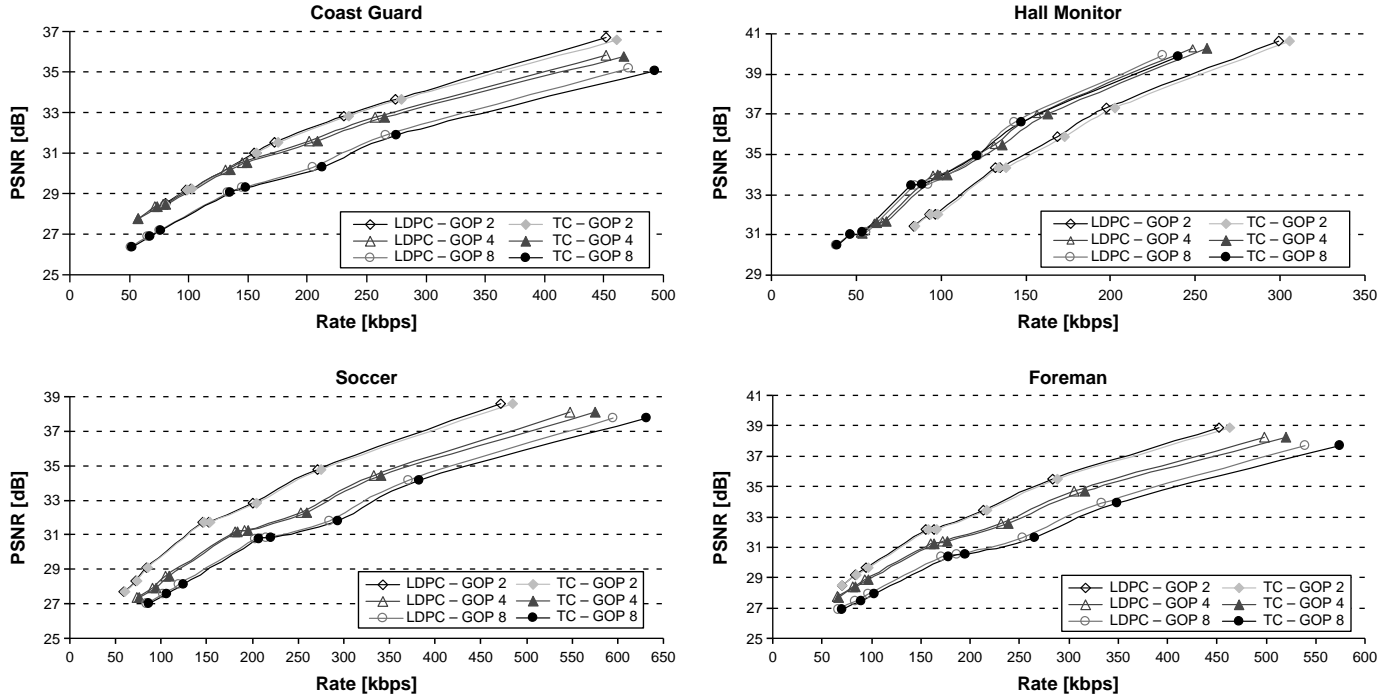 Coast Guard
PSNR [dB]
37
35
33
31
29
27
25
0 50 100 150 200 250 300 350 400 450 500
Rate [kbps]
LDPC – GOP 2 TC – GOP 2
LDPC – GOP 4 TC – GOP 4
LDPC – GOP 8 TC – GOP 8
Hall Monitor
PSNR [dB]
41
39
37
35
33
31
29
0 50 100 150 200 250 300 350
Rate [kbps]
LDPC – GOP 2 TC – GOP 2
LDPC – GOP 4 TC – GOP 4
LDPC – GOP 8 TC – GOP 8
Soccer
PSNR [dB]
39
37
35
33
31
29
27
25
0 50 100 150 200 250 300 350 400 450 500 550 600 650
Rate [kbps]
LDPC – GOP 2 TC – GOP 2
LDPC – GOP 4 TC – GOP 4
LDPC – GOP 8 TC – GOP 8
Foreman
PSNR [dB]
41
39
37
35
33
31
29
27
25
0 50 100 150 200 250 300 350 400 450 500 550 600
Rate [kbps]
LDPC – GOP 2 TC – GOP 2
LDPC – GOP 4 TC – GOP 4
LDPC – GOP 8 TC – GOP 8